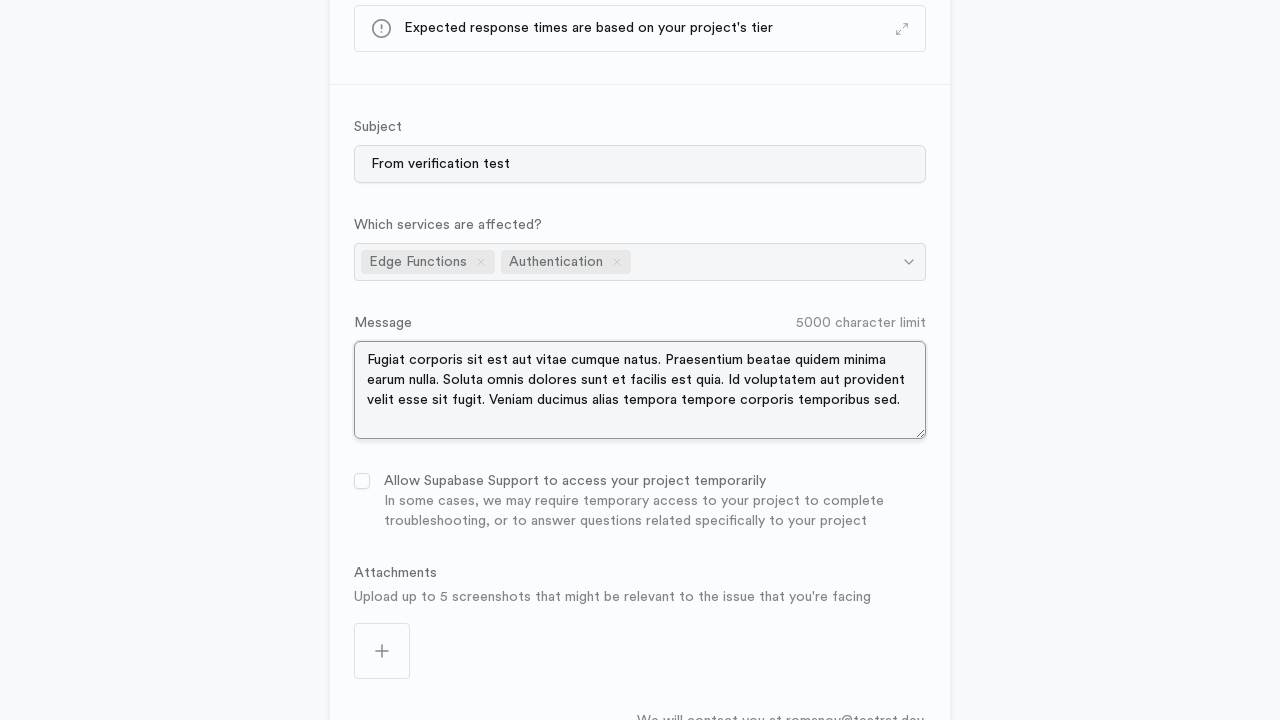 Expected response times are based on your project's tier
Subject
From verification test
Which services are affected?
Edge Functions Authentication
Message 5000 character limit
Fugiat corporis sit est aut vitae cumque natus. Praesentium beatae quidem minima
earum nulla. Soluta omnis dolores sunt et facilis est quia. Id voluptatem aut provident
velit esse sit fugit. Veniam ducimus alias tempora tempore corporis temporibus sed.
Allow Supabase Support to access your project temporarily
In some cases, we may require temporary access to your project to complete
troubleshooting, or to answer questions related specifically to your project
Attachments
Upload up to 5 screenshots that might be relevant to the issue that you're facing
We will contact you at